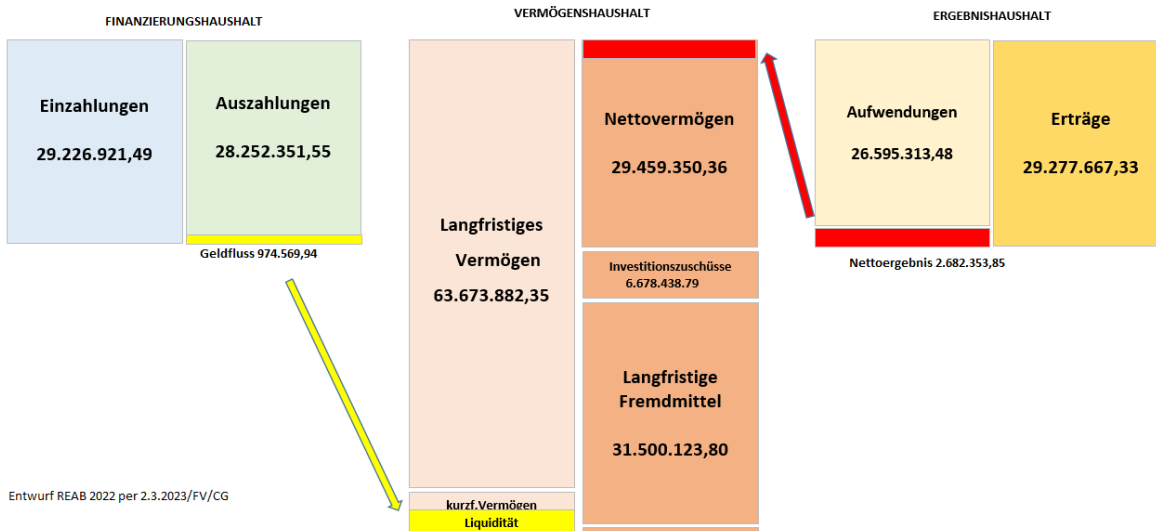 FINANZIERUNGSHAUSHALT
Einzahlungen
29.226.921,49
Auszahlungen
28.252.351,55
Geldfluss 974.569,94
VERMÖGENSHAUSHALT
Langfristiges
Vermögen
63.673.882,35
kurzf.Vermögen
Liquidität
Nettovermögen
29.459.350,36
Investitionszuschüsse
6.678.438.79
Langfristige
Fremdmittel
31.500.123,80
ERGEBNISHAUSHALT
Aufwendungen
26.595.313,48
Erträge
29.277.667,33
Nettoergebnis 2.682.353,85
Entwurf REAB 2022 per 2.3.2023/FV/CG